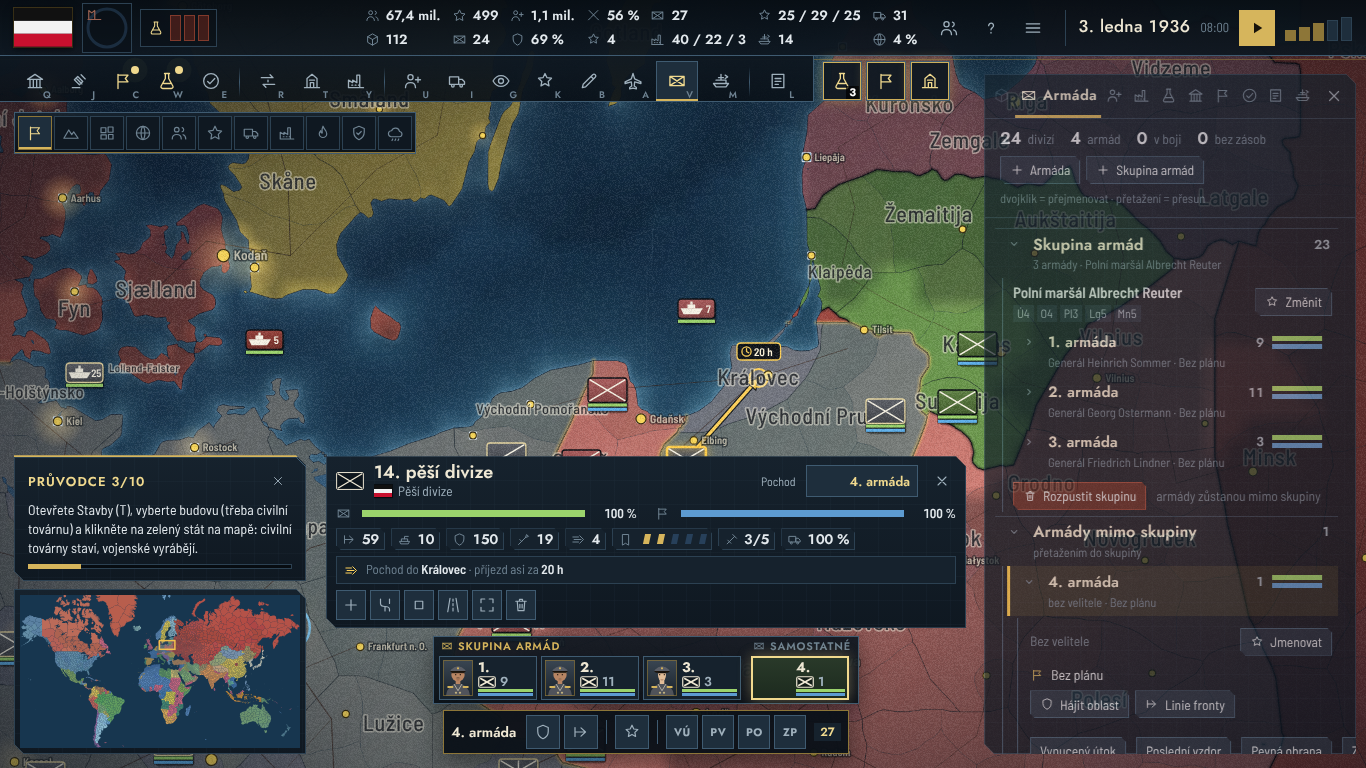 67,4 mil. 499 1,1 mil. 56 % 27 25 / 29 / 25 31
112 24 69 % 4 40 / 22 / 3 14 4 %
?
3. ledna 1936 08:00
Q J C W E R T Y U I G K B A V M L
3
Småland
Skåne
Aarhus
Kodaň
Sjælland
Fyn
5
25
Lolland-Falster
-Holštýnsko
Kiel
Rostock
7
Vidzeme
Kuronsko
Zemgale
Liepāja
Žemaitija
Klaipėda
Tilsit
20 h
Královec
Východní Pomořansko
Gdańsk
Východní Pru
Elbing
Frankfurt n. O.
Lužice
Riga
Latgale
Aukštaitija
Vilnius
Vilnius
Minsk
Grodno
Novogrudek
Polesí
Armáda
24 divizí 4 armád 0 v boji 0 bez zásob
Armáda
Skupina armád
dvojklik = přejmenovat · přetažení = přesun
Skupina armád 23
3 armády · Polní maršál Albrecht Reuter
Polní maršál Albrecht Reuter
Změnit
Ú4 O4 Pl3 Lg5 Mn5
1. armáda 9
Generál Heinrich Sommer · Bez plánu
2. armáda 11
Generál Georg Ostermann · Bez plánu
3. armáda 3
Generál Friedrich Lindner · Bez plánu
Rozpustit skupinu armády zůstanou mimo skupiny
Armády mimo skupiny 1
přetažením do skupiny
4. armáda 1
bez velitele · Bez plánu
Bez velitele
Jmenovat
Bez plánu
Hájit oblast
Linie fronty
Vynucený útok
Poslední vzdor
Pevná obrana
PRŮVODCE 3/10
Otevřete Stavby (T), vyberte budovu (třeba civilní
továrnu) a klikněte na zelený stát na mapě: civilní
továrny staví, vojenské vyrábějí.
14. pěší divize
Pěší divize
Pochod
4. armáda
100 % 100 %
59 10 150 19 4 3/5 100 %
Pochod do Královec · příjezd asi za 20 h
SKUPINA ARMÁD
SAMOSTATNÉ
1. 9
2. 11
3. 3
4. 1
4. armáda
VÚ PV PO ZP 27